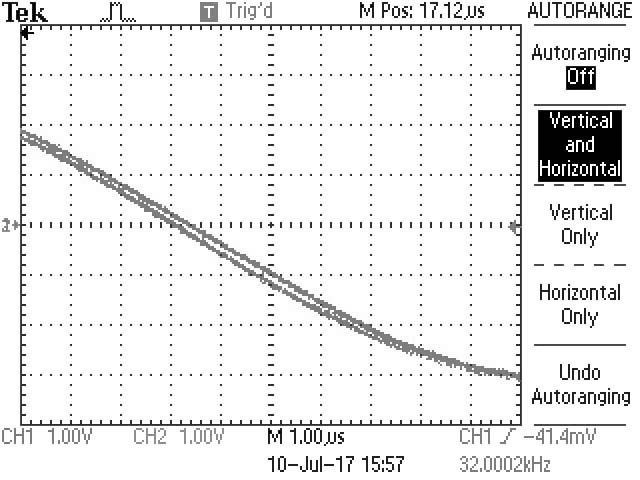 Tek T Trig'd M Pos: 17.12µs AUTORANGE
Autoranging
Off
Vertical
and
Horizontal
Vertical
Only
Horizontal
Only
Undo
Autoranging
2
CH1 1.00V CH2 1.00V M 1.00µs CH1 -41.4mV
10-Jul-17 15:57 32.0002kHz